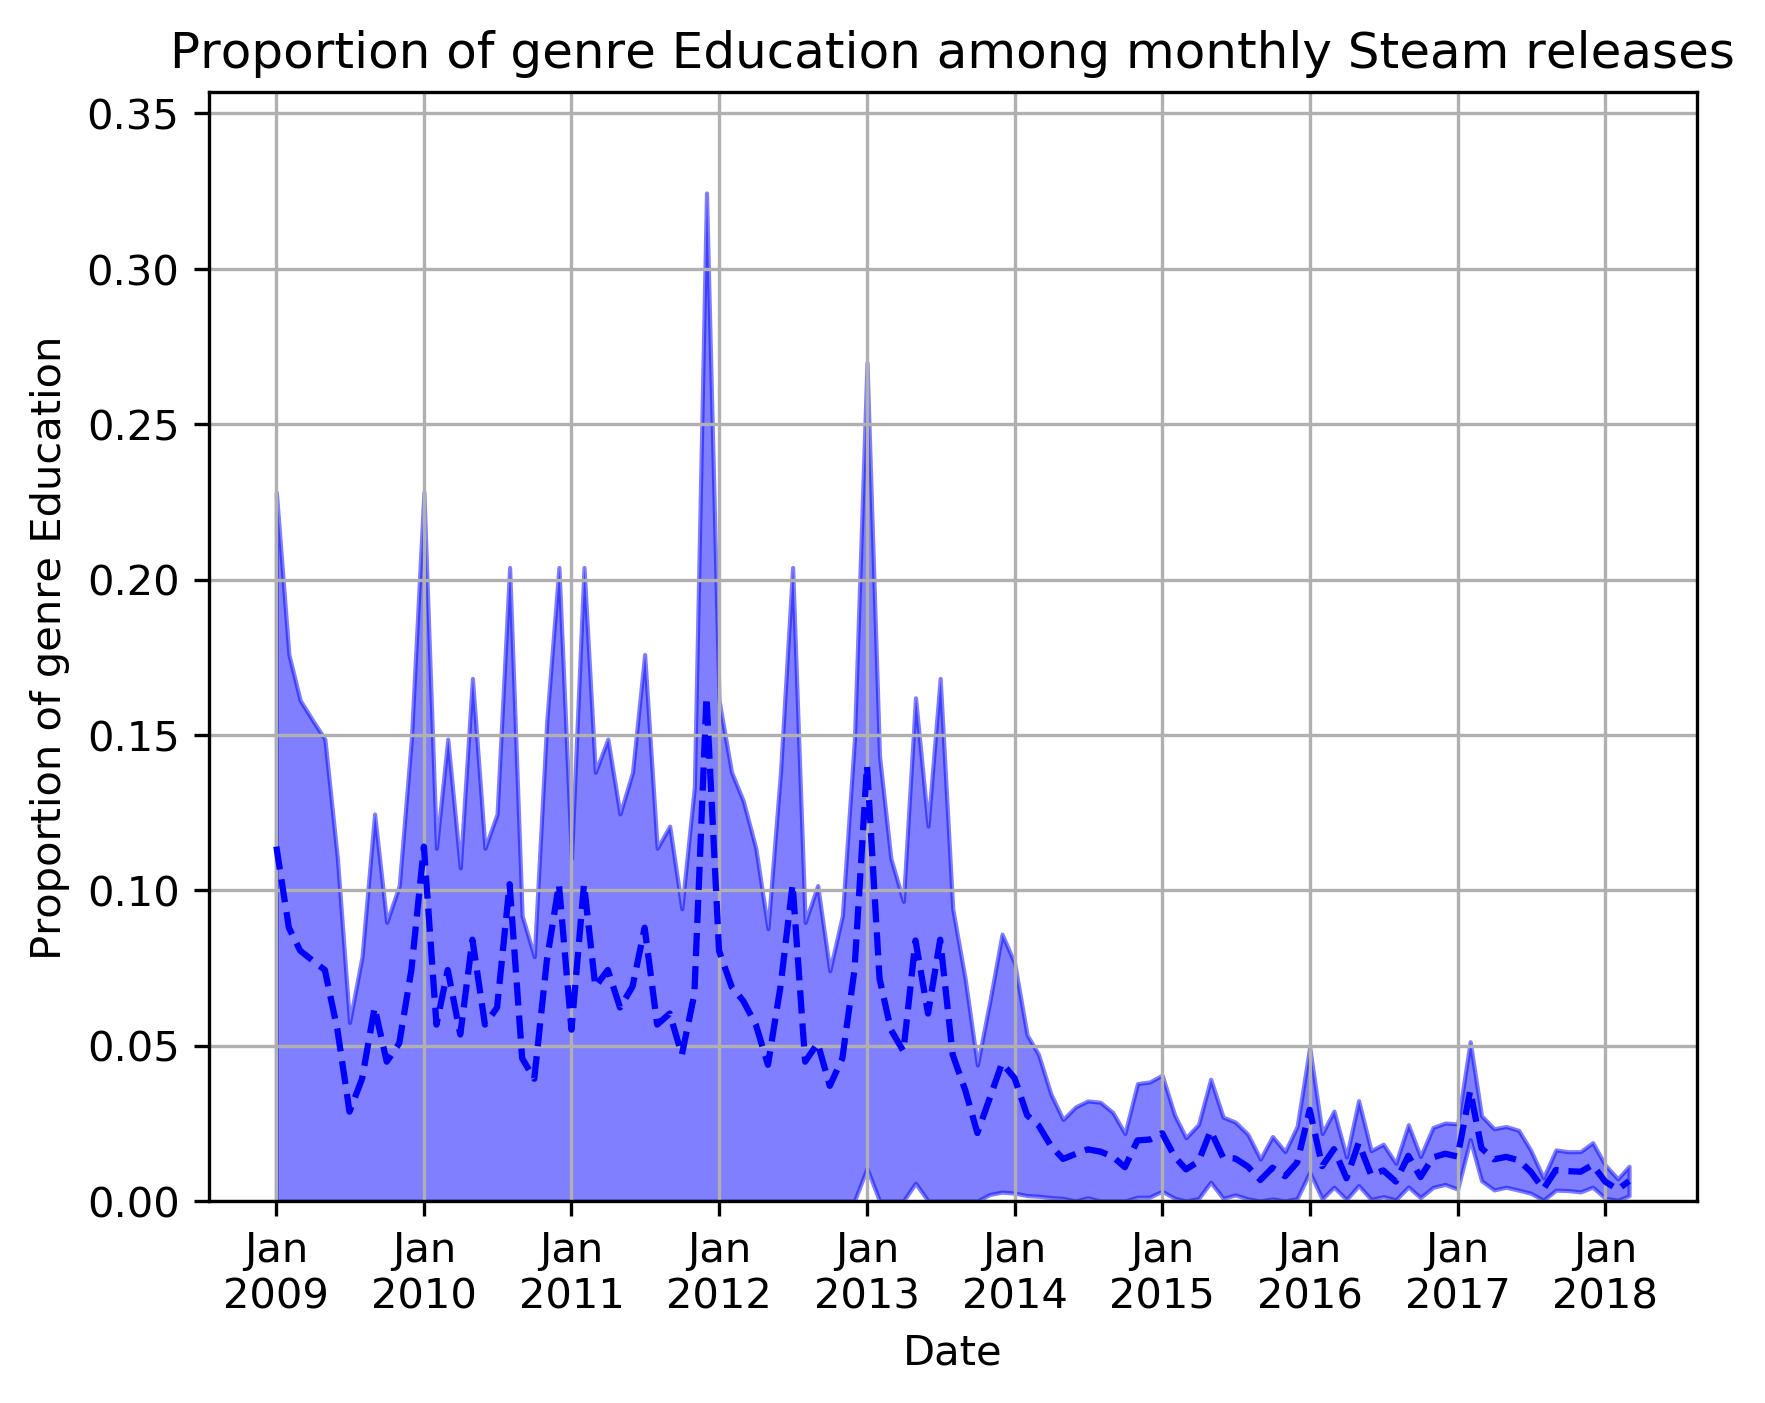 Proportion of genre Education among monthly Steam releases
Proportion of genre Education
0.35
0.30
0.25
0.20
0.15
0.10
0.05
0.00
Jan Jan Jan Jan Jan Jan Jan Jan Jan Jan
2009 2010 2011 2012 2013 2014 2015 2016 2017 2018
Date